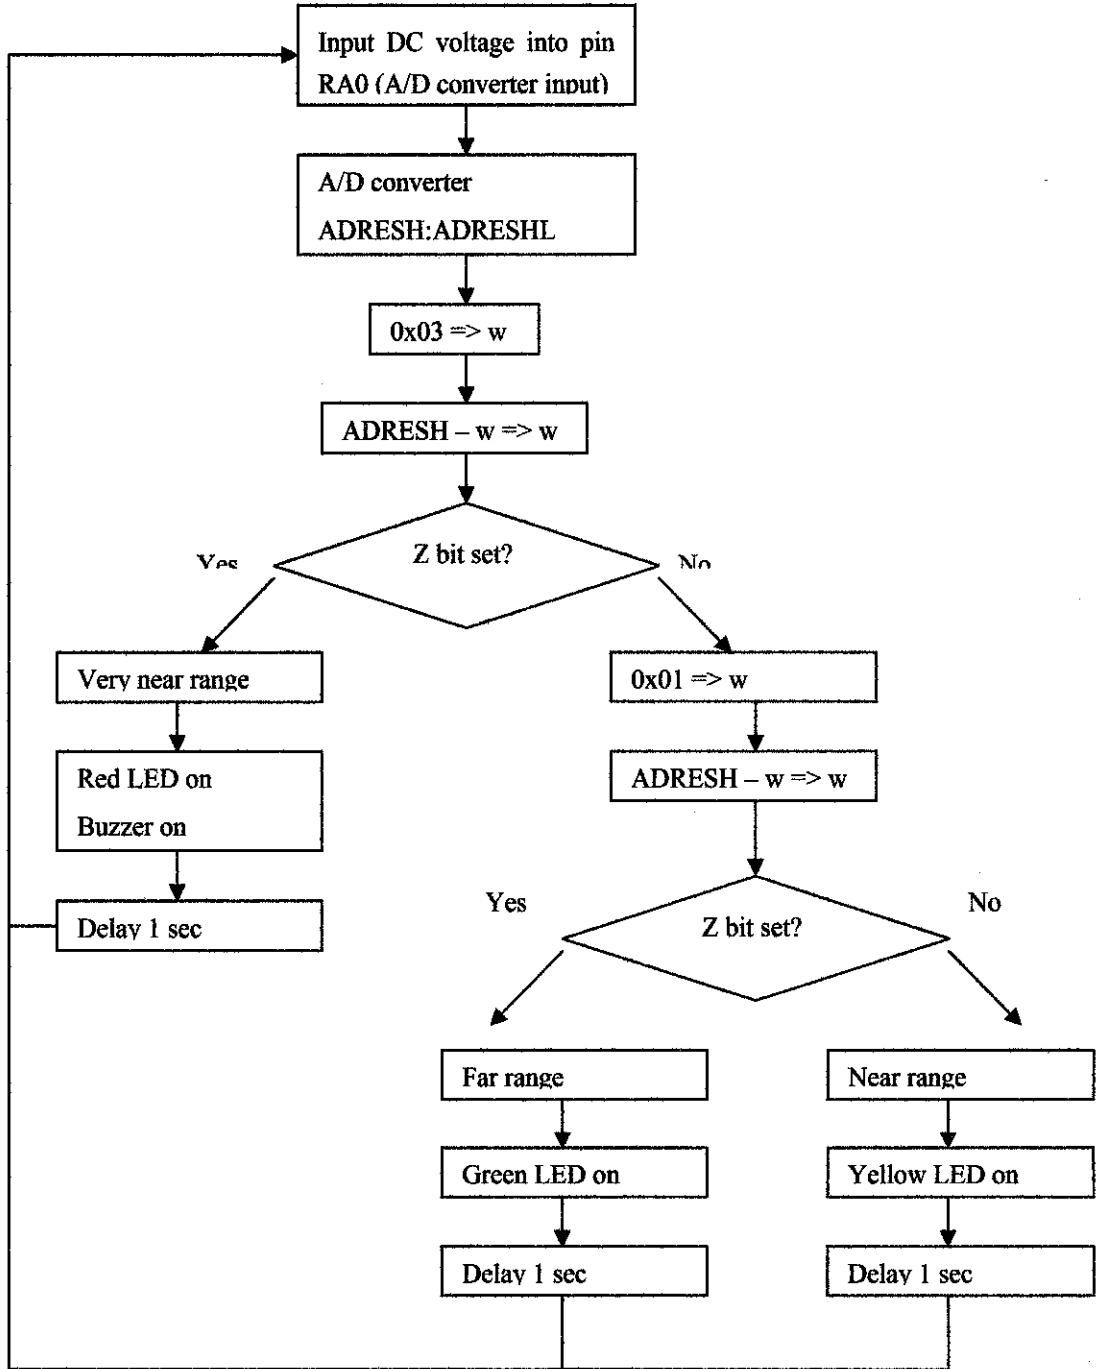 Input DC voltage into pin
RA0 (A/D converter input)
A/D converter
ADRESH:ADRESHL
0x03 => w
ADRESH – w => w
Z bit set?
Yes
No
Very near range
Red LED on
Buzzer on
Delay 1 sec
0x01 => w
ADRESH – w => w
Z bit set?
Yes
No
Far range
Green LED on
Delay 1 sec
Near range
Yellow LED on
Delay 1 sec